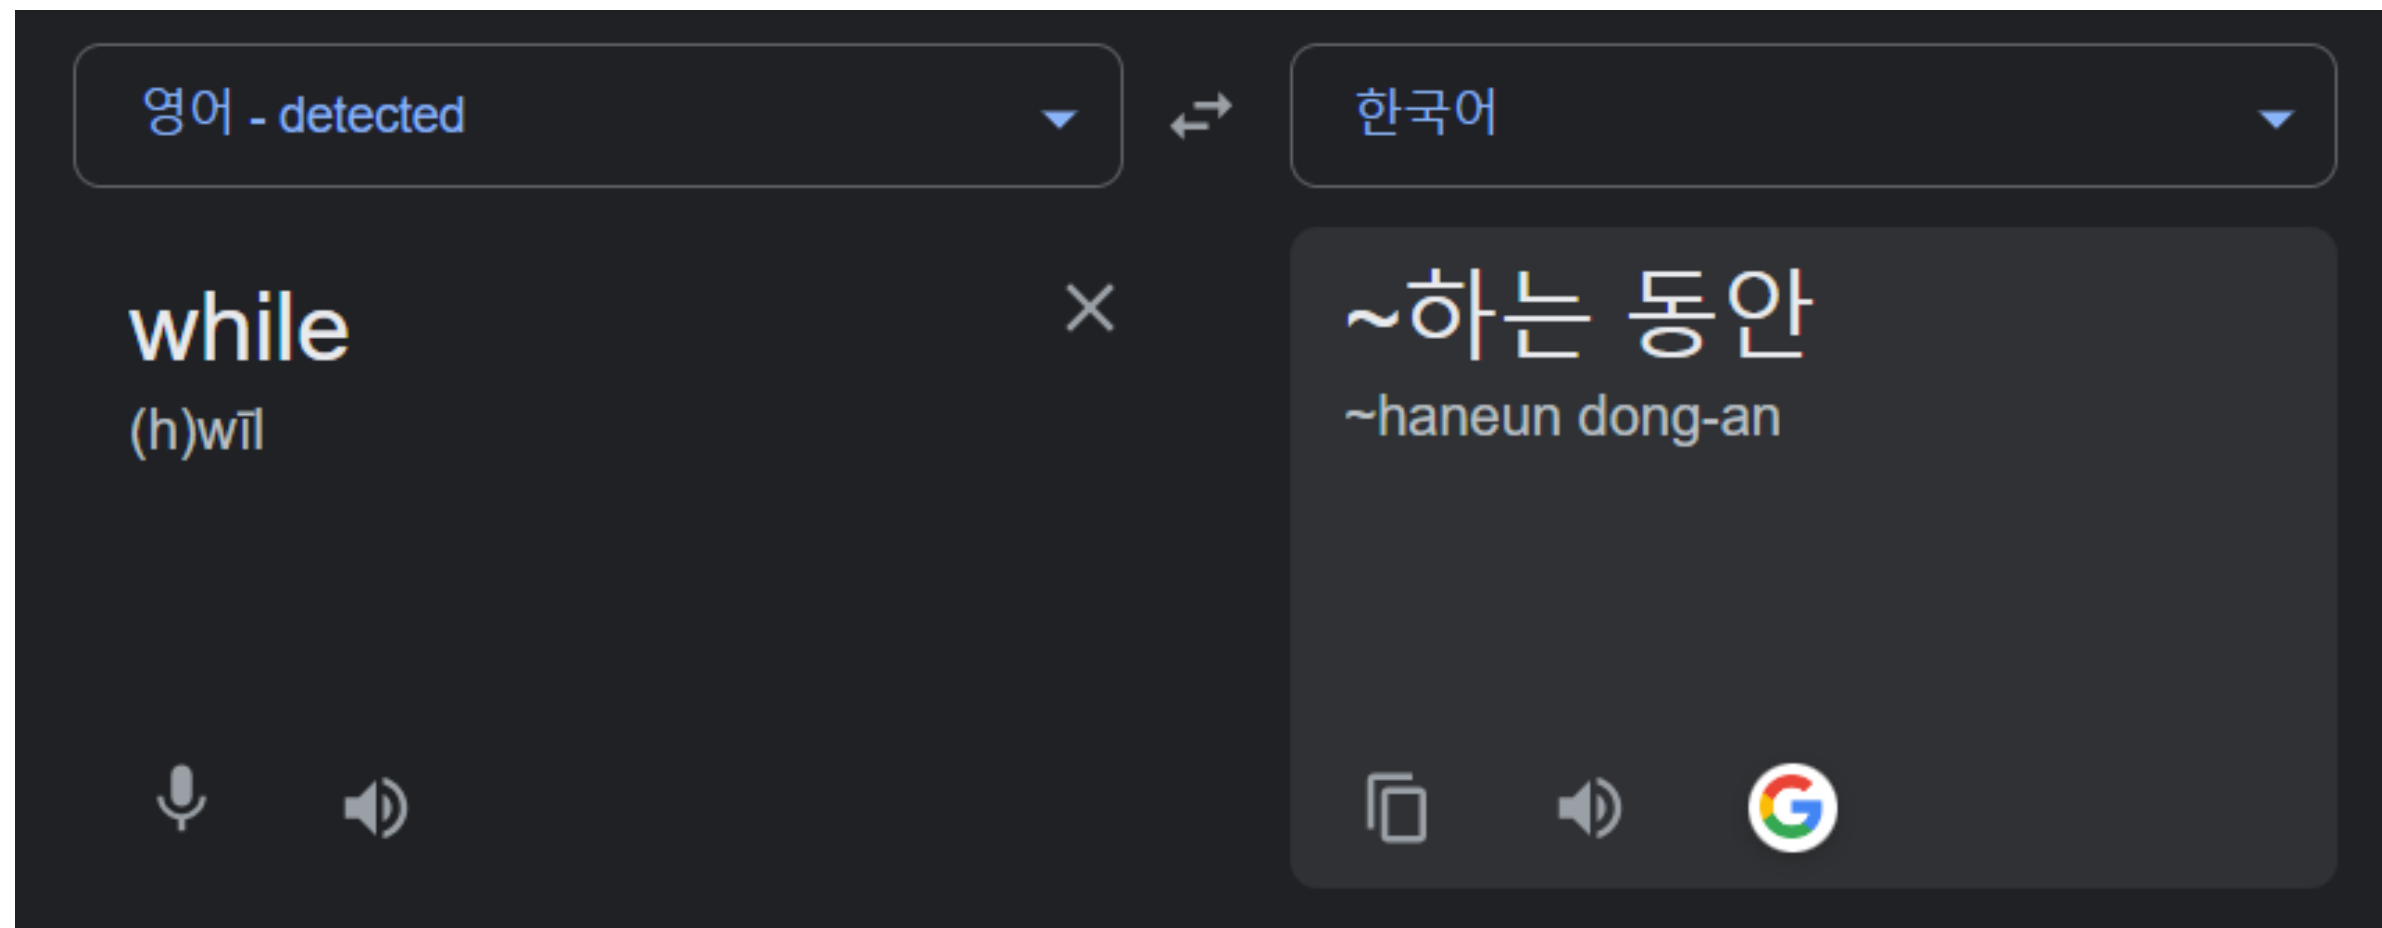 영어 - detected
한국어
while
(h)wīl
~하는 동안
~haneun dong-an